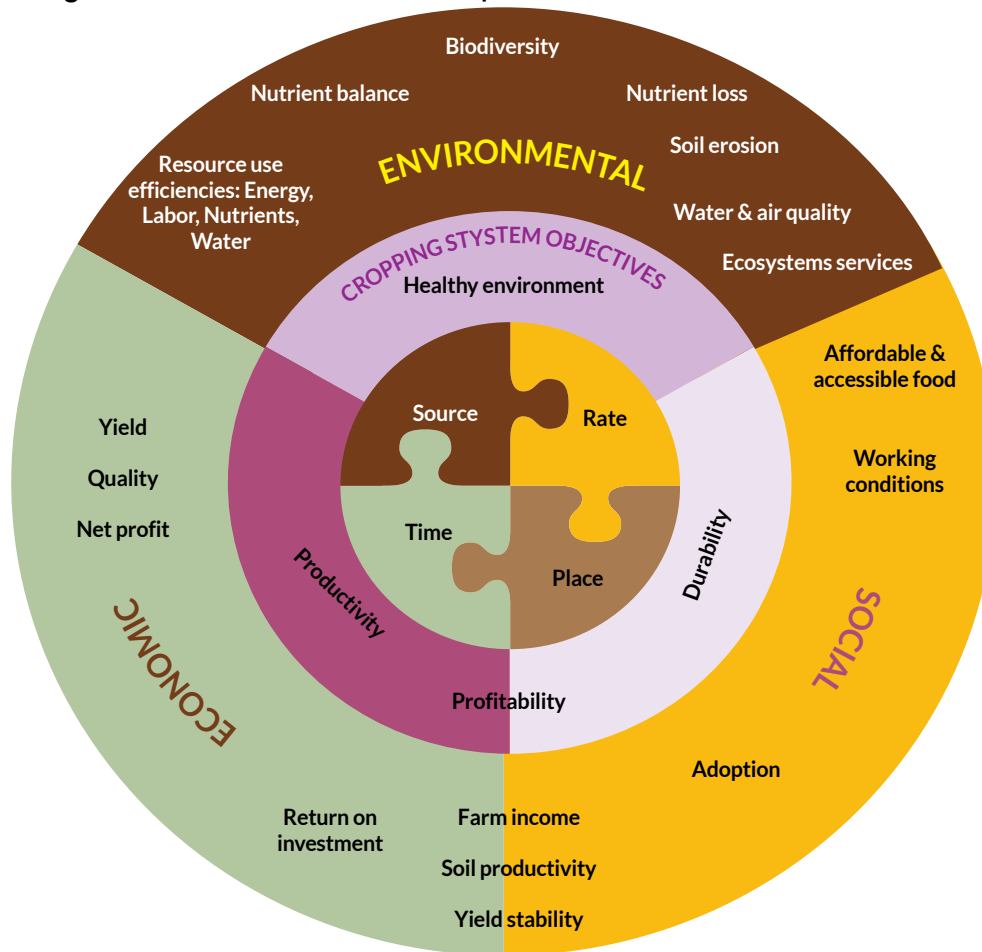 Biodiversity
Nutrient balance
Nutrient loss
ENVIRONMENTAL
Soil erosion
Resource use
efficiencies: Energy,
Labor, Nutrients,
Water
Water & air quality
Ecosystems services
CROPPING STYSTEM OBJECTIVES
Healthy environment
Affordable &
accessible food
Source
Rate
Yield
Working
conditions
Quality
Net profit
Time
Place
Productivity
Durability
ECONOMIC
SOCIAL
Profitability
Adoption
Return on
investment
Farm income
Soil productivity
Yield stability